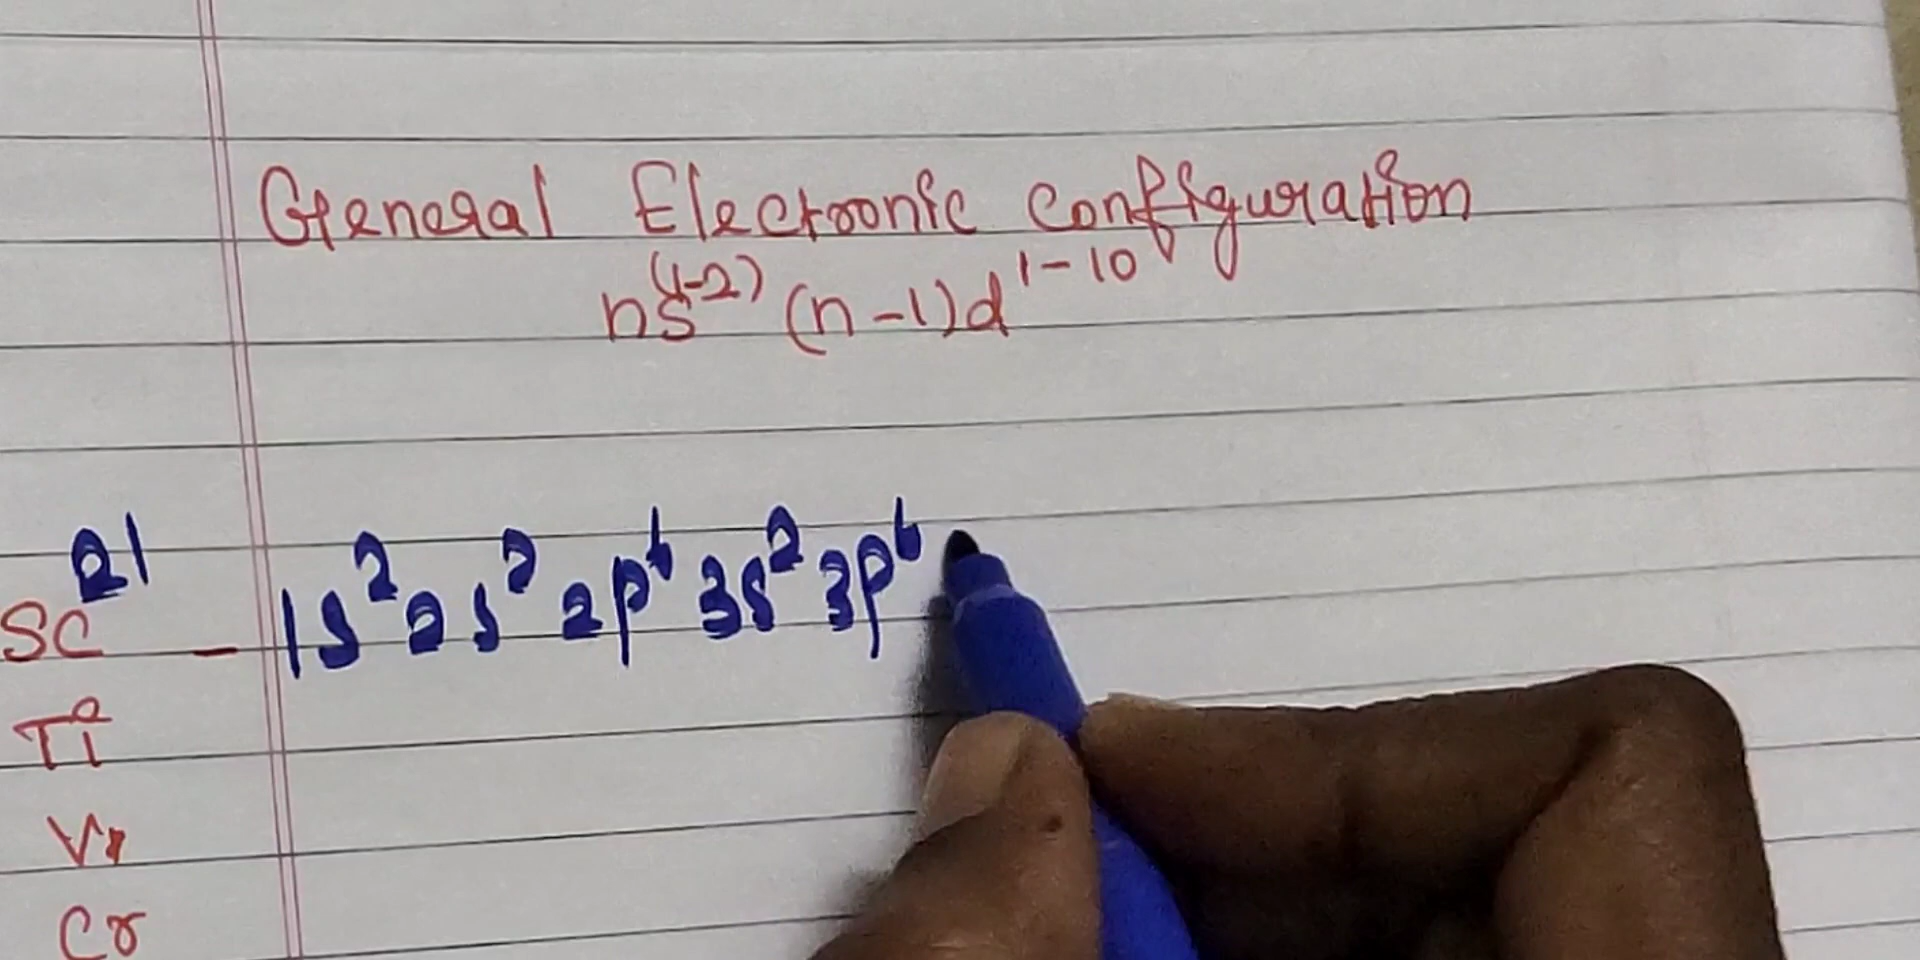 General Electronic Configuration
ns⁽¹⁻²⁾ (n-1)d¹⁻¹⁰
Sc²¹ - 1s² 2s² 2p⁶ 3s² 3p⁶
Ti
V
Cr